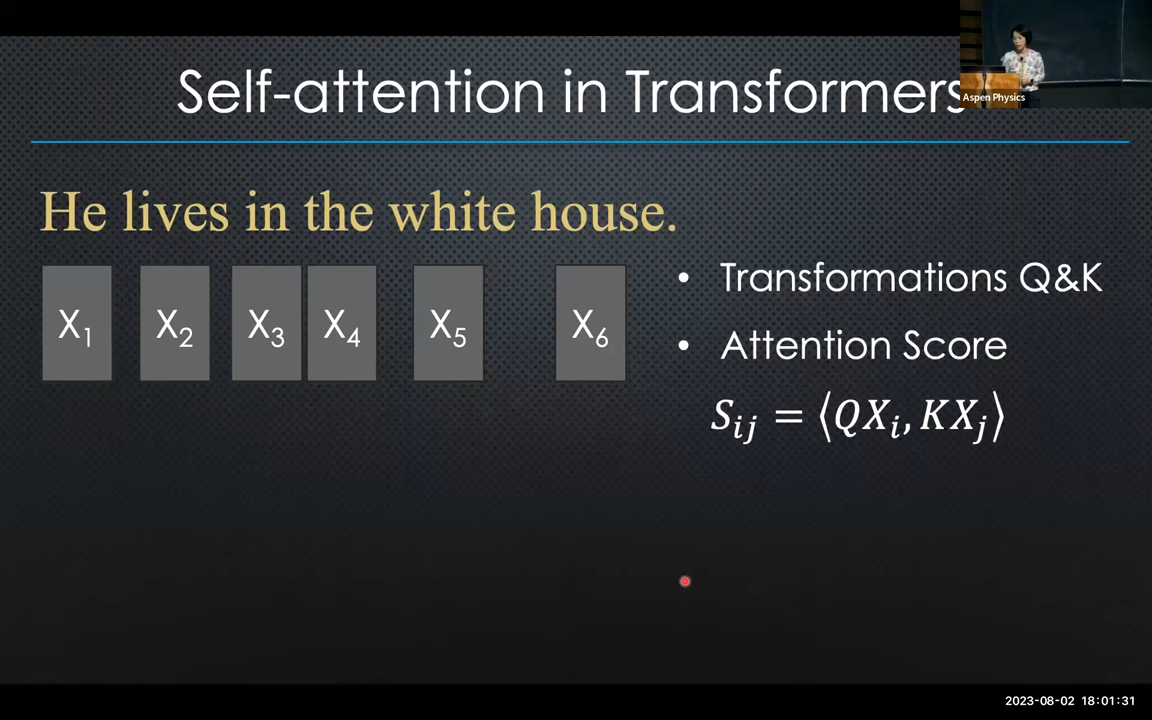 Self-attention in Transformers
Aspen Physics
He lives in the white house.
X₁ X₂ X₃ X₄ X₅ X₆
• Transformations Q&K
• Attention Score
Sᵢⱼ = ⟨QXᵢ, KXⱼ⟩
2023-08-02 18:01:31